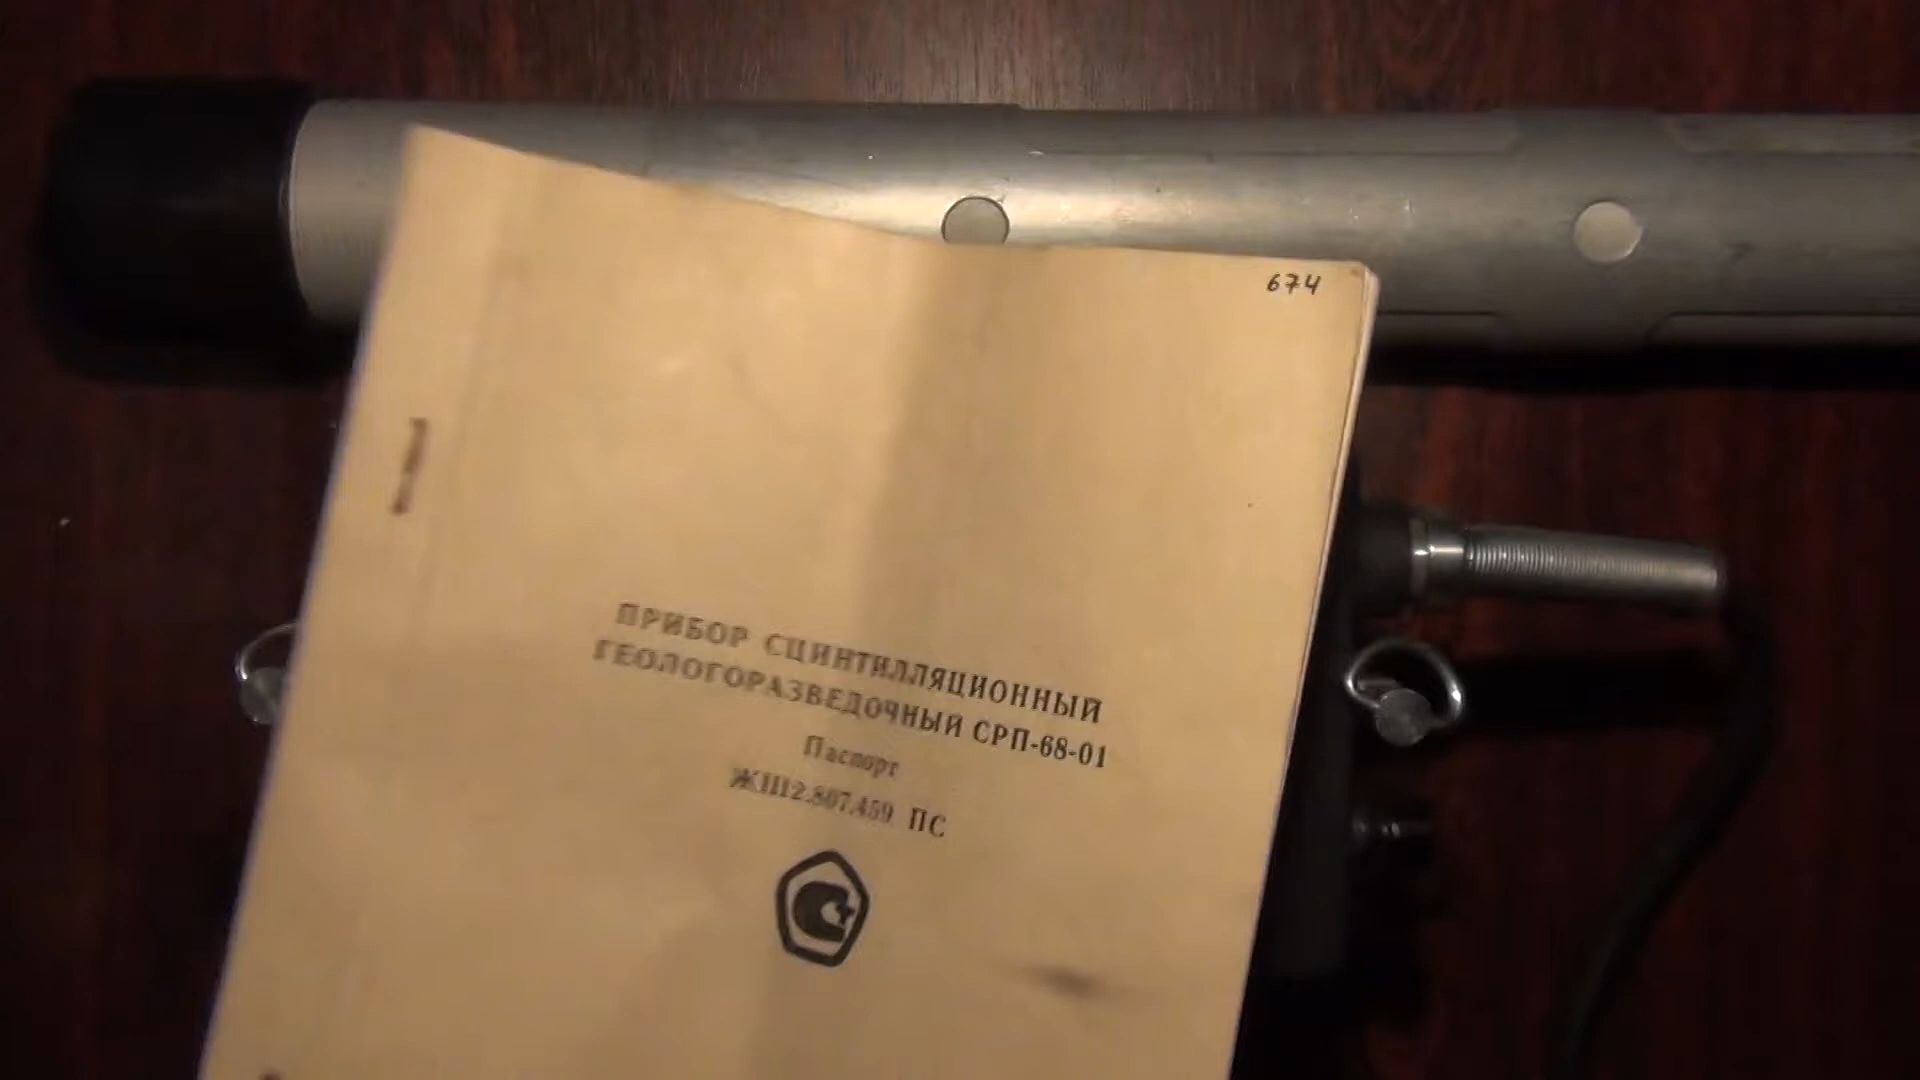 674
ПРИБОР СЦИНТИЛЛЯЦИОННЫЙ
ГЕОЛОГОРАЗВЕДОЧНЫЙ СРП-68-01
Паспорт
ЖШ2.807.459 ПС